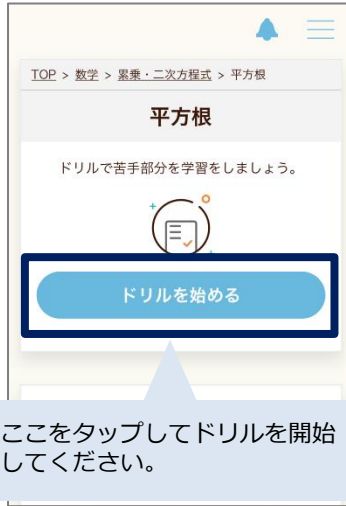 TOP > 数学 > 累乗・二次方程式 > 平方根
平方根
ドリルで苦手部分を学習をしましょう。
ドリルを始める
ここをタップしてドリルを開始
してください。